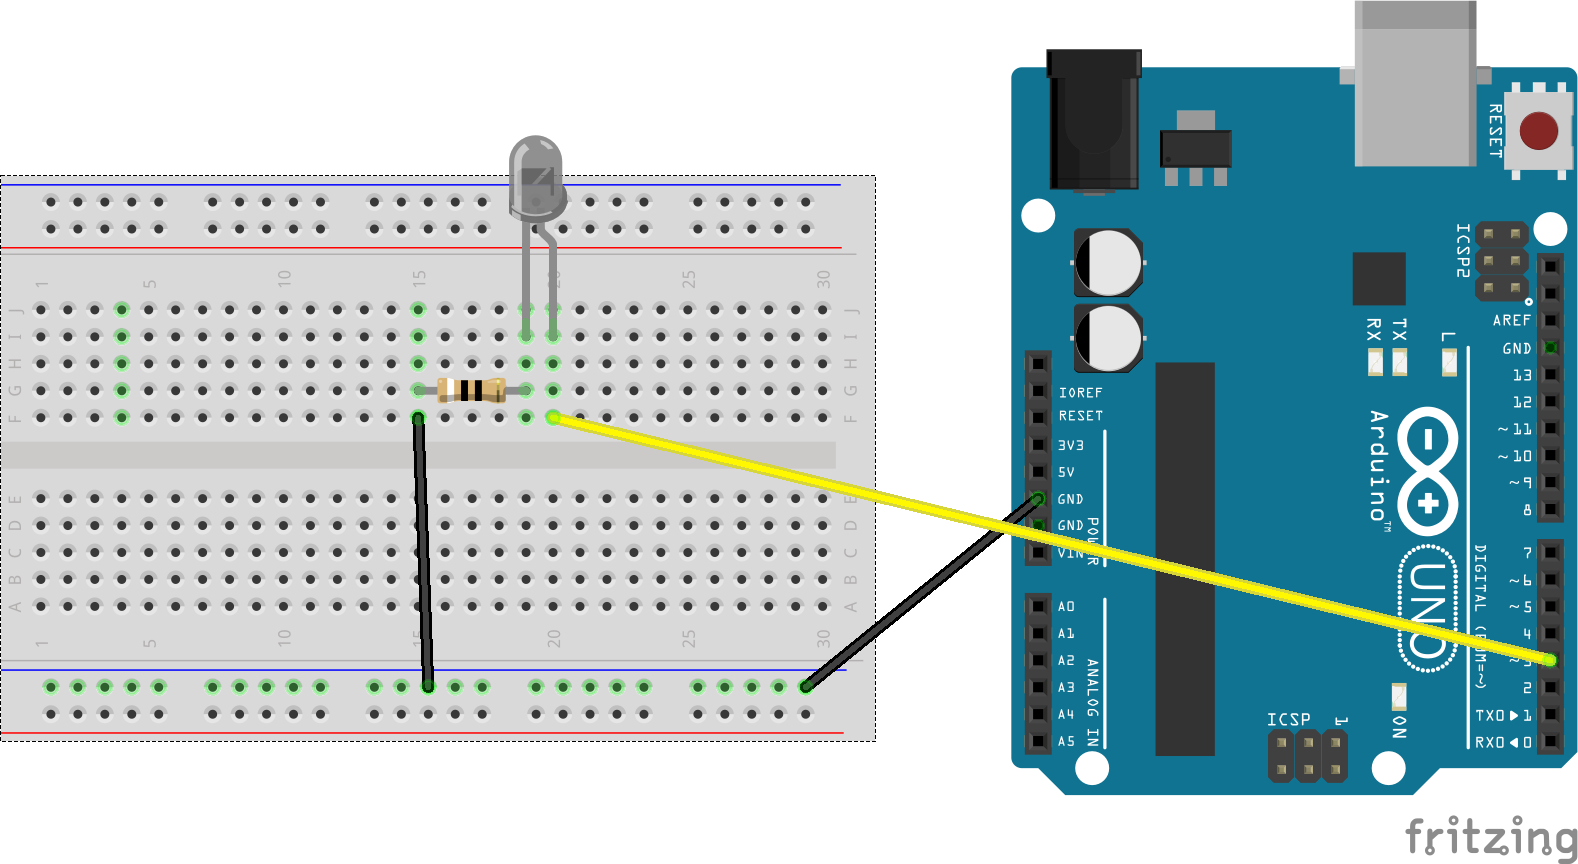 1 5 10 15 20 25 30
J J
I I
H H
G G
F F
E E
D D
C C
B B
A A
1 5 10 15 20 25 30
RESET
ICSP2
AREF
GND
13
12
~11
~10
~9
8
7
~6
~5
4
~3
2
TX0▶1
RX0◀0
RX TX L
IOREF
RESET
3V3
5V
GND
GND
VIN
POWER
A0
A1
A2
A3
A4
A5
ANALOG IN
Arduino™
UNO
DIGITAL (PWM=~)
ON
ICSP 1
fritzing